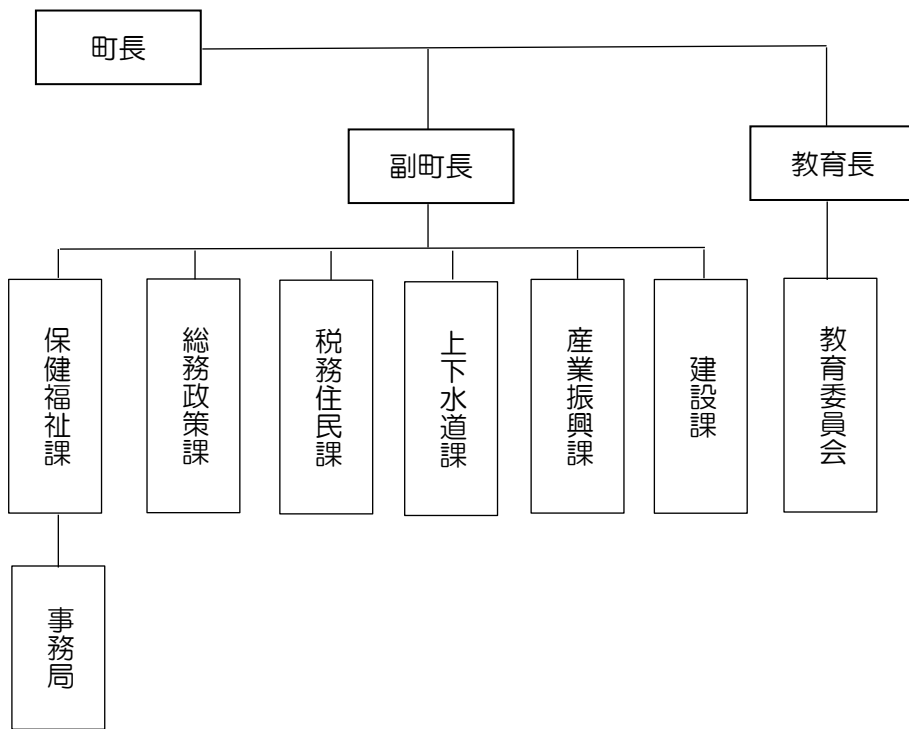 町長
副町長
教育長
保健福祉課
総務政策課
税務住民課
上下水道課
産業振興課
建設課
教育委員会
事務局